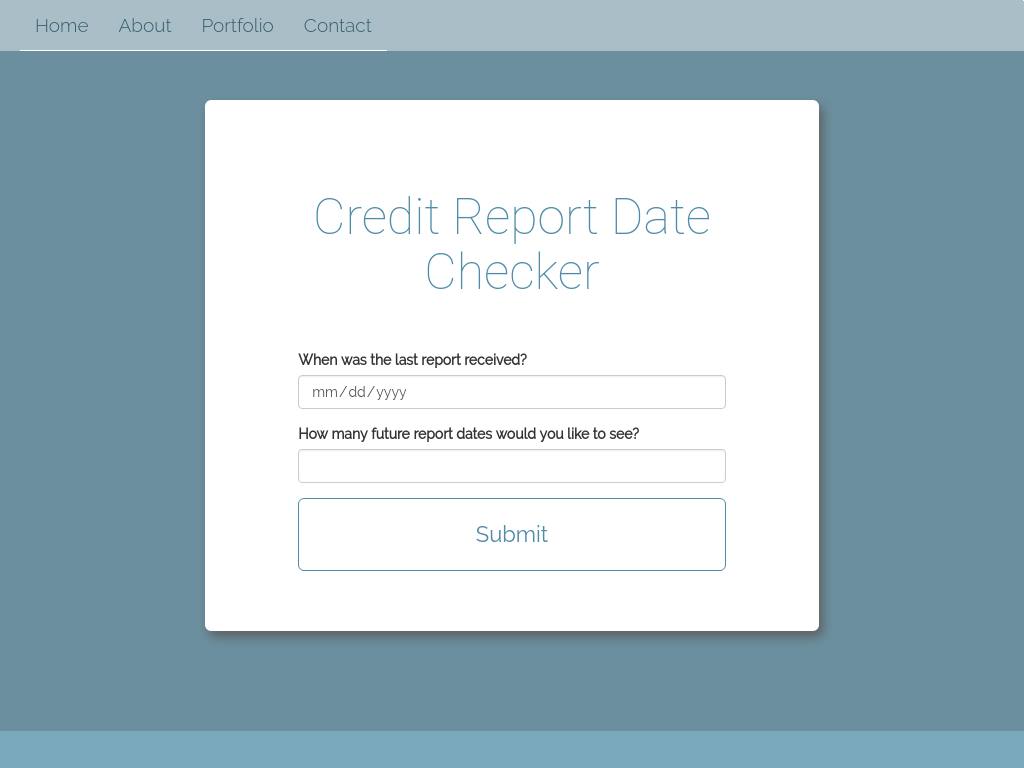 Home About Portfolio Contact
Credit Report Date
Checker
When was the last report received?
mm/dd/yyyy
How many future report dates would you like to see?
Submit